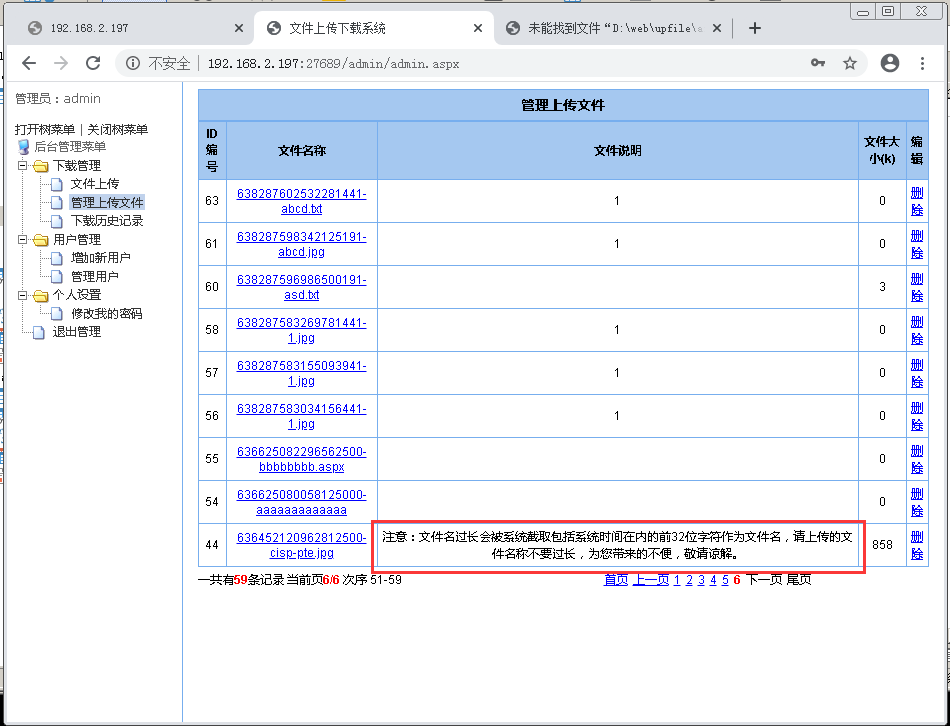 192.168.2.197
文件上传下载系统
未能找到文件“D:\web\upfile\
不安全 192.168.2.197:27689/admin/admin.aspx
管理员：admin
打开树菜单 | 关闭树菜单
后台管理菜单
下载管理
文件上传
管理上传文件
下载历史记录
用户管理
增加新用户
管理用户
个人设置
修改我的密码
退出管理
管理上传文件
ID编号 文件名称 文件说明 文件大小(k) 编辑
63 638287602532281441-abcd.txt 1 0 删除
61 638287598342125191-abcd.jpg 1 0 删除
60 638287596986500191-asd.txt 3 删除
58 638287583269781441-1.jpg 1 0 删除
57 638287583155093941-1.jpg 1 0 删除
56 638287583034156441-1.jpg 1 0 删除
55 636625082296562500-bbbbbbbb.aspx 0 删除
54 636625080058125000-aaaaaaaaaaaaa 0 删除
44 636452120962812500-cisp-pte.jpg 注意：文件名过长会被系统截取包括系统时间在内的前32位字符作为文件名，请上传的文件名称不要过长，为您带来的不便，敬请谅解。 858 删除
一共有59条记录 当前页6/6 次序 51-59
首页 上一页 1 2 3 4 5 6 下一页 尾页